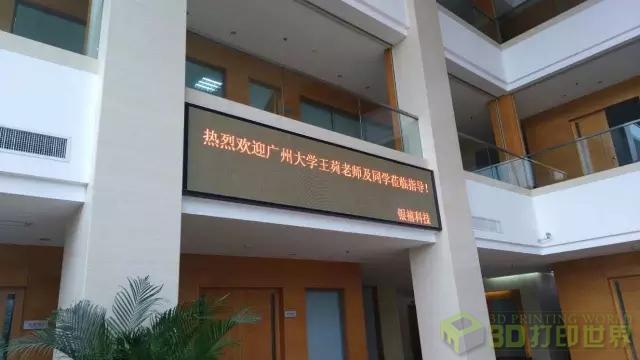 热烈欢迎广州大学王菊老师及同学莅临指导！
银禧科技
3D PRINTING WORLD
3D打印世界